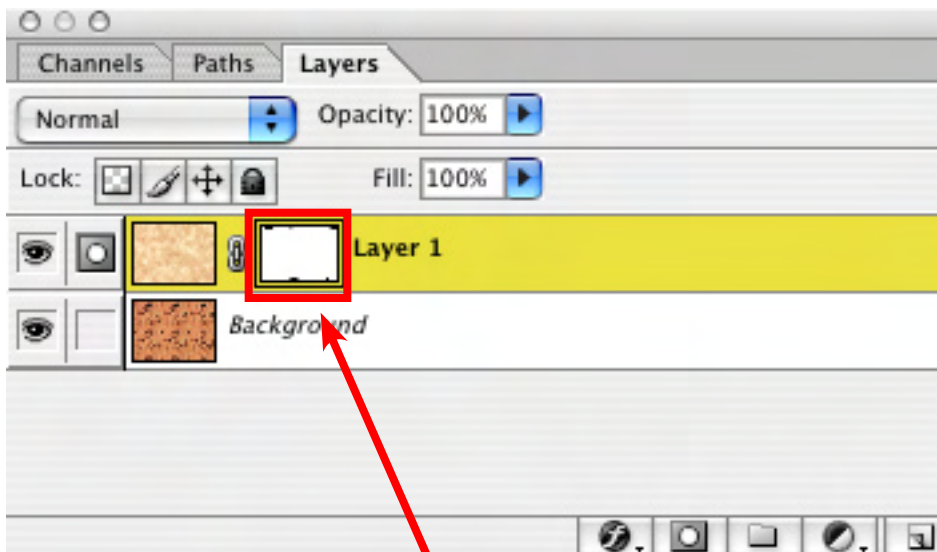 Channels Paths Layers
Normal Opacity: 100%
Lock: Fill: 100%
Layer 1
Background